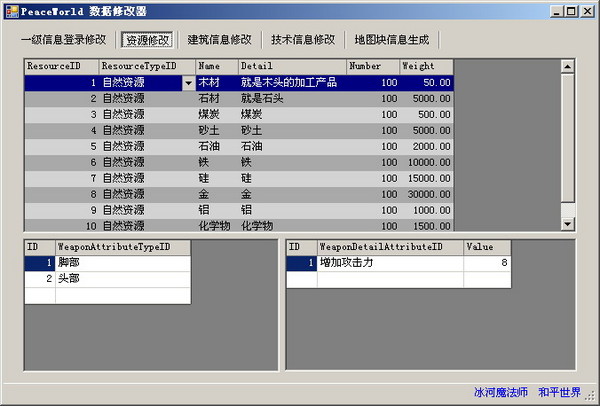 PeaceWorld 数据修改器
一级信息登录修改 资源修改 建筑信息修改 技术信息修改 地图块信息生成
ResourceID ResourceTypeID Name Detail Number Weight
1 自然资源 木材 就是木头的加工产品 100 50.00
2 自然资源 石材 就是石头 100 5000.00
3 自然资源 煤炭 煤炭 100 500.00
4 自然资源 砂土 砂土 100 5000.00
5 自然资源 石油 石油 100 2000.00
6 自然资源 铁 铁 100 10000.00
7 自然资源 硅 硅 100 15000.00
8 自然资源 金 金 100 30000.00
9 自然资源 铝 铝 100 1000.00
10 自然资源 化学物 化学物 100 1500.00
ID WeaponAttributeTypeID
1 脚部
2 头部
ID WeaponDetailAttributeID Value
1 增加攻击力 8
冰河魔法师 和平世界